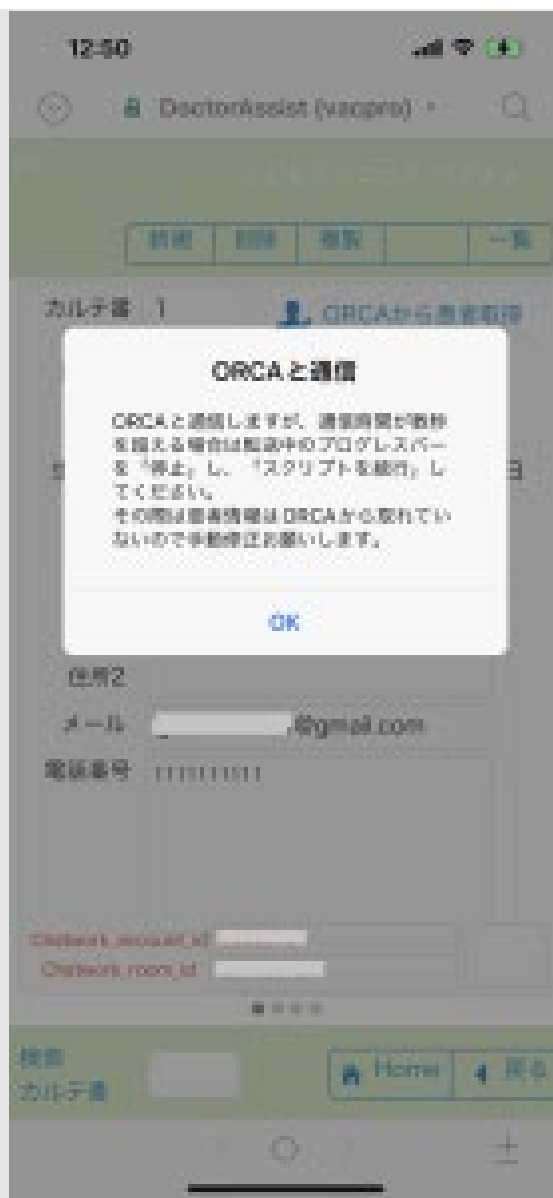 12:50
DoctorAssist (vacpro)
新規 削除 複製 一覧
カルテ番 1 ORCAから患者取得
ORCAと通信
ORCAと通信しますが、通信時間が数秒
を超える場合は転送中のプログレスバー
を「停止」し、「スクリプトを続行」し
てください。
その際は患者情報はORCAから取れてい
ないので手動修正お願いします。
OK
住所2
メール @gmail.com
電話番号 1111111111
Chatwork_account_id
Chatwork_room_id
検索
カルテ番
Home 戻る